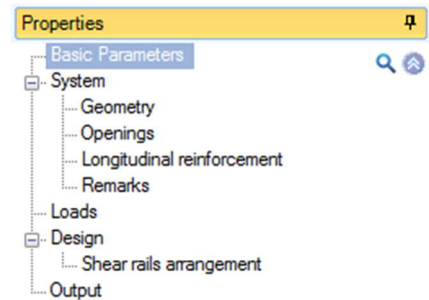 Properties
Basic Parameters
System
Geometry
Openings
Longitudinal reinforcement
Remarks
Loads
Design
Shear rails arrangement
Output